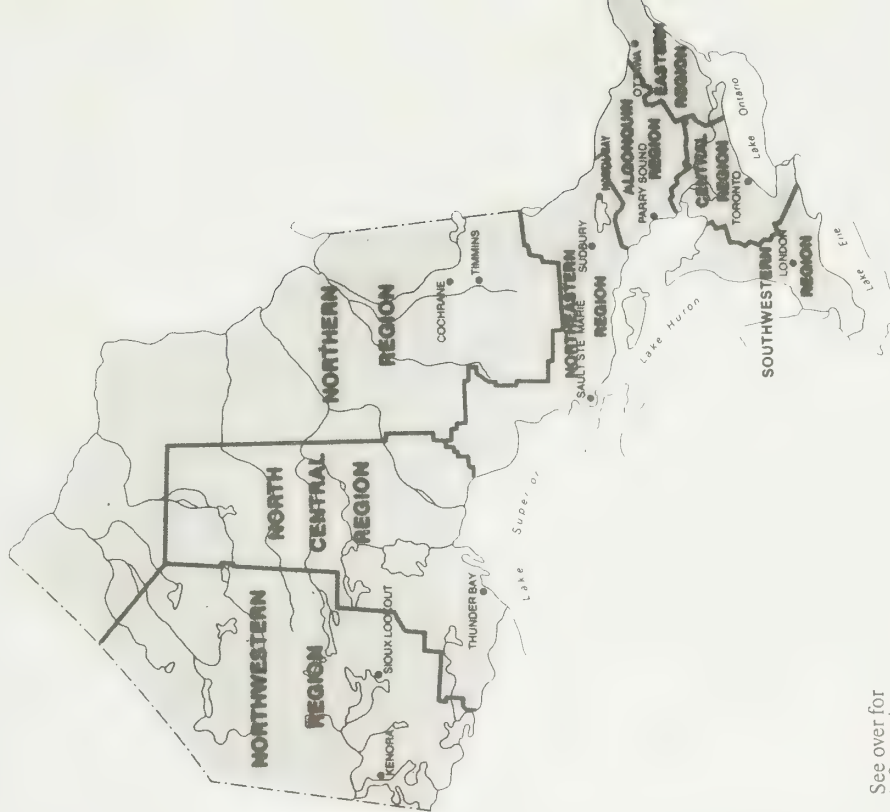 NORTHWESTERN
REGION
KENORA
SIOUX LOOKOUT
THUNDER BAY
NORTH
CENTRAL
REGION
Lake Superior
NORTHERN
REGION
COCHRANE
TIMMINS
NORTHEASTERN
SAULT STE MARIE
SUDBURY
REGION
Lake Huron
NORTH BAY
ALGONQUIN
PARRY SOUND
REGION
OTTAWA
EASTERN
REGION
CENTRAL
REGION
TORONTO
Lake Ontario
SOUTHWESTERN
LONDON
REGION
Lake Erie
See over for